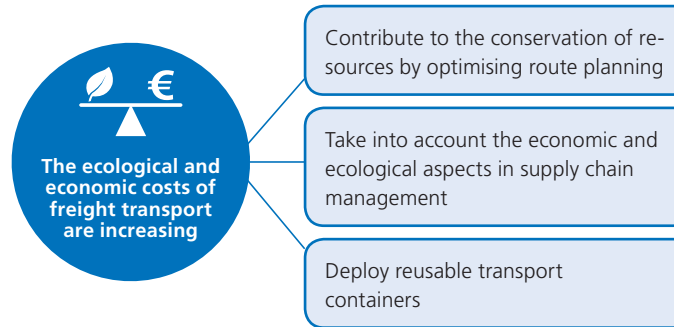 €
The ecological and
economic costs of
freight transport
are increasing
Contribute to the conservation of re-
sources by optimising route planning
Take into account the economic and
ecological aspects in supply chain
management
Deploy reusable transport
containers